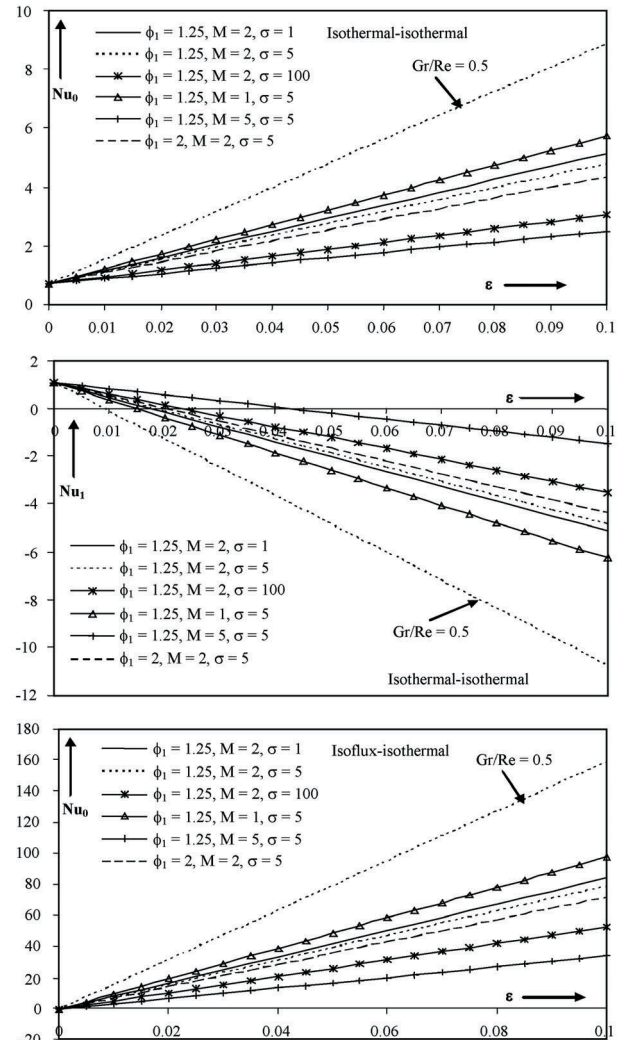 10
8
6
4
2
0
Nu₀
ϕ₁ = 1.25, M = 2, σ = 1
ϕ₁ = 1.25, M = 2, σ = 5
ϕ₁ = 1.25, M = 2, σ = 100
ϕ₁ = 1.25, M = 1, σ = 5
ϕ₁ = 1.25, M = 5, σ = 5
ϕ₁ = 2, M = 2, σ = 5
Isothermal-isothermal
Gr/Re = 0.5
ε
0 0.01 0.02 0.03 0.04 0.05 0.06 0.07 0.08 0.09 0.1
2
0
-2
-4
-6
-8
-10
-12
ε
0 0.01 0.02 0.03 0.04 0.05 0.06 0.07 0.08 0.09 0.1
Nu₁
ϕ₁ = 1.25, M = 2, σ = 1
ϕ₁ = 1.25, M = 2, σ = 5
ϕ₁ = 1.25, M = 2, σ = 100
ϕ₁ = 1.25, M = 1, σ = 5
ϕ₁ = 1.25, M = 5, σ = 5
ϕ₁ = 2, M = 2, σ = 5
Gr/Re = 0.5
Isothermal-isothermal
180
160
140
120
100
80
60
40
20
0
-20
Nu₀
ϕ₁ = 1.25, M = 2, σ = 1
ϕ₁ = 1.25, M = 2, σ = 5
ϕ₁ = 1.25, M = 2, σ = 100
ϕ₁ = 1.25, M = 1, σ = 5
ϕ₁ = 1.25, M = 5, σ = 5
ϕ₁ = 2, M = 2, σ = 5
Isoflux-isothermal
Gr/Re = 0.5
ε
0 0.02 0.04 0.06 0.08 0.1